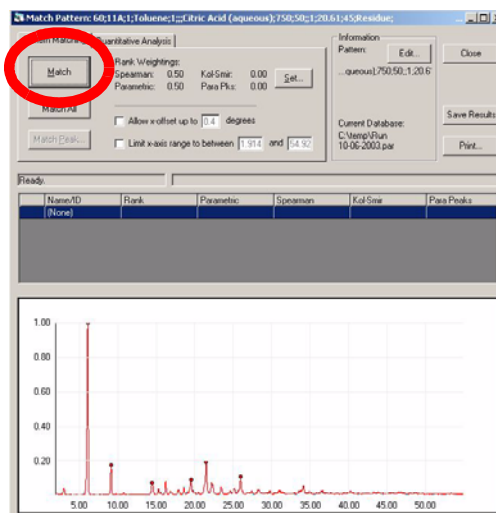 Match Pattern: 60;11A;1;Toluene;1;;;Citric Acid (aqueous);750;50;;1;20.61;45;Residue;
Quantitative Analysis
Match
Match All
Match Peak...
Rank Weightings:
Spearman: 0.50 Kol-Smir: 0.00
Parametric: 0.50 Para Pks: 0.00
Set...
Allow x-offset up to 0.4 degrees
Limit x-axis range to between 1.914 and 54.92
Information
Pattern:
Edit...
...queous);750;50;;1;20.6
Current Database:
C:\temp\Run
10-06-2003.par
Close
Save Results
Print...
Ready.
Name/ID Rank Parametric Spearman Kol-Smir Para Peaks
(None)
1.00
0.80
0.60
0.40
0.20
5.00 10.00 15.00 20.00 25.00 30.00 35.00 40.00 45.00 50.00